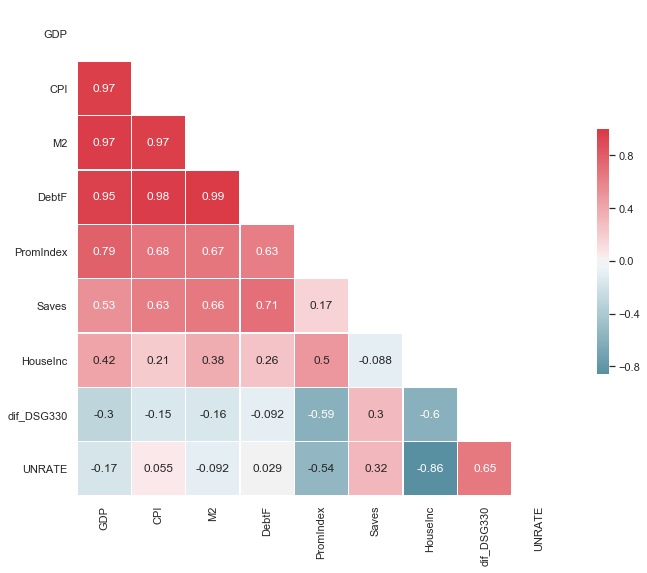 GDP
CPI 0.97
M2 0.97 0.97
DebtF 0.95 0.98 0.99
PromIndex 0.79 0.68 0.67 0.63
Saves 0.53 0.63 0.66 0.71 0.17
HouseInc 0.42 0.21 0.38 0.26 0.5 -0.088
dif_DSG330 -0.3 -0.15 -0.16 -0.092 -0.59 0.3 -0.6
UNRATE -0.17 0.055 -0.092 0.029 -0.54 0.32 -0.86 0.65
GDP CPI M2 DebtF PromIndex Saves HouseInc dif_DSG330 UNRATE
0.8
0.4
0.0
−0.4
−0.8